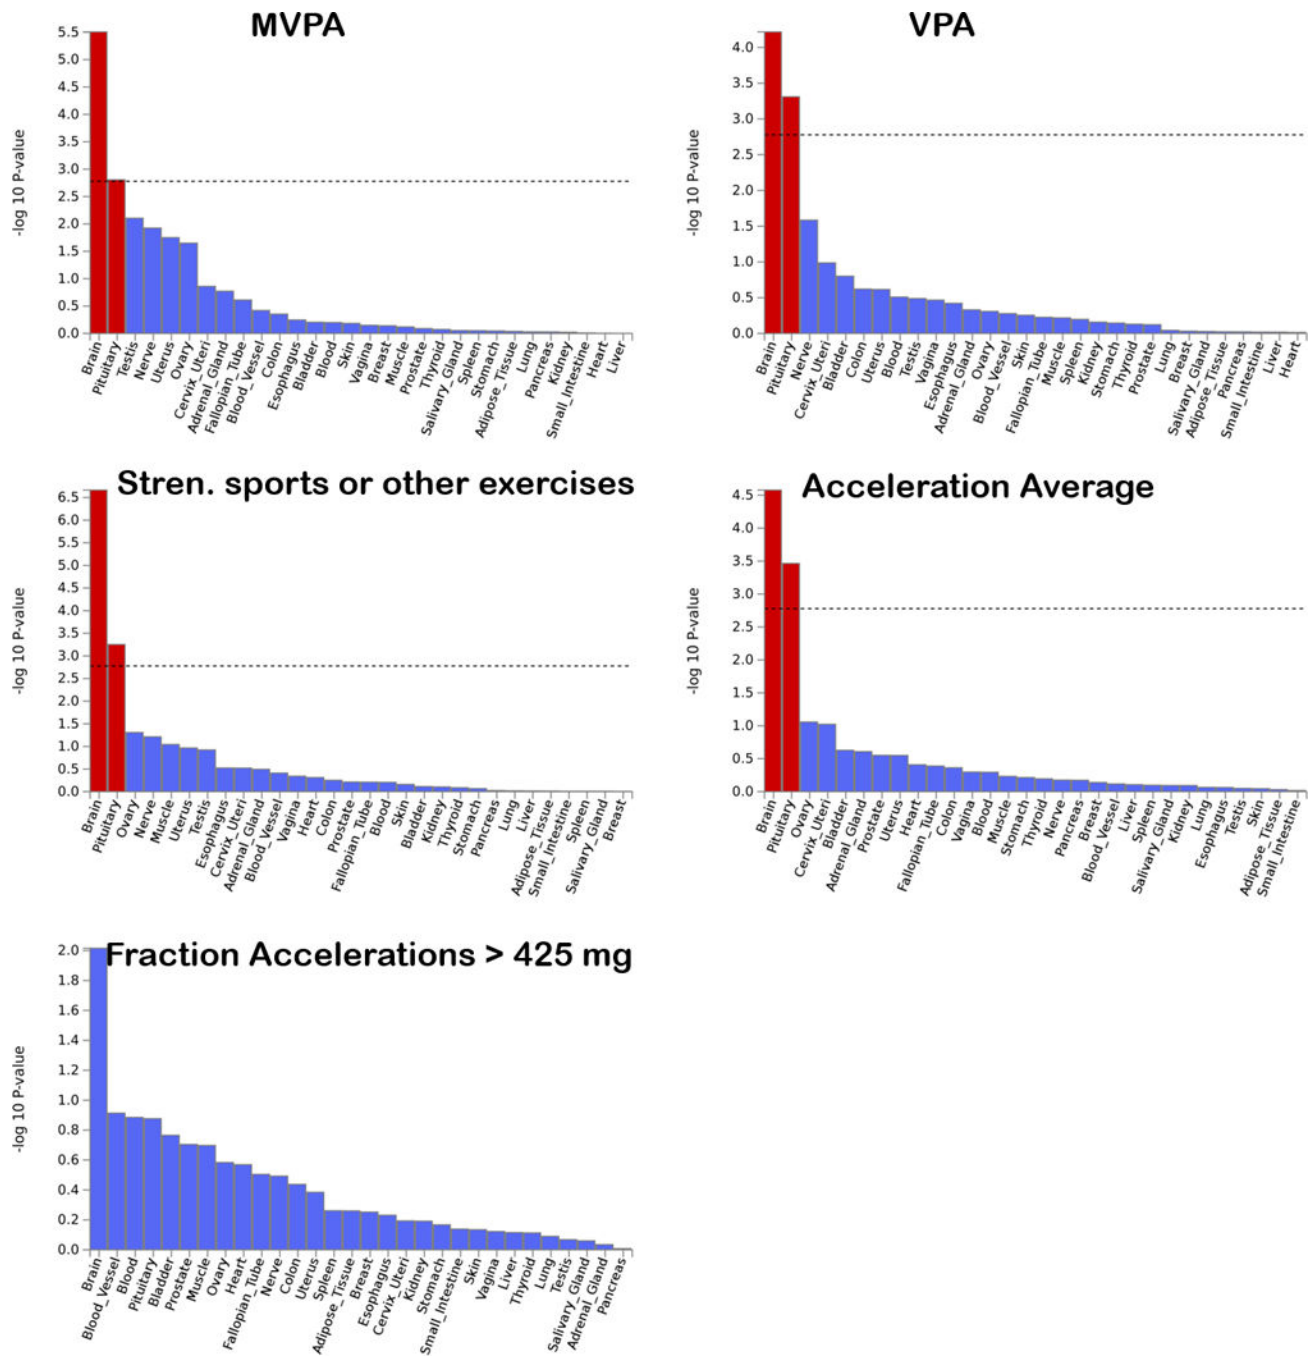 MVPA
5.5
5.0
4.5
4.0
3.5
3.0
2.5
2.0
1.5
1.0
0.5
0.0
-log 10 P-value
Brain
Pituitary
Testis
Nerve
Uterus
Ovary
Cervix_Uteri
Adrenal_Gland
Fallopian_Tube
Blood_Vessel
Colon
Esophagus
Bladder
Blood
Skin
Vagina
Breast
Muscle
Prostate
Thyroid
Salivary_Gland
Spleen
Stomach
Adipose_Tissue
Lung
Pancreas
Kidney
Small_Intestine
Heart
Liver
VPA
4.0
3.5
3.0
2.5
2.0
1.5
1.0
0.5
0.0
-log 10 P-value
Brain
Pituitary
Nerve
Cervix_Uteri
Bladder
Colon
Uterus
Blood
Testis
Vagina
Esophagus
Adrenal_Gland
Ovary
Blood_Vessel
Skin
Fallopian_Tube
Muscle
Spleen
Kidney
Stomach
Thyroid
Prostate
Lung
Breast
Salivary_Gland
Adipose_Tissue
Pancreas
Small_Intestine
Liver
Heart
Stren. sports or other exercises
6.5
6.0
5.5
5.0
4.5
4.0
3.5
3.0
2.5
2.0
1.5
1.0
0.5
0.0
-log 10 P-value
Brain
Pituitary
Ovary
Nerve
Muscle
Uterus
Testis
Esophagus
Cervix_Uteri
Adrenal_Gland
Blood_Vessel
Vagina
Heart
Colon
Prostate
Fallopian_Tube
Blood
Skin
Bladder
Kidney
Thyroid
Stomach
Pancreas
Lung
Liver
Adipose_Tissue
Small_Intestine
Spleen
Salivary_Gland
Breast
Acceleration Average
4.5
4.0
3.5
3.0
2.5
2.0
1.5
1.0
0.5
0.0
-log 10 P-value
Brain
Pituitary
Ovary
Cervix_Uteri
Bladder
Adrenal_Gland
Prostate
Uterus
Heart
Fallopian_Tube
Colon
Vagina
Blood
Muscle
Stomach
Thyroid
Nerve
Pancreas
Breast
Blood_Vessel
Liver
Spleen
Salivary_Gland
Kidney
Lung
Esophagus
Testis
Skin
Adipose_Tissue
Small_Intestine
Fraction Accelerations > 425 mg
2.0
1.8
1.6
1.4
1.2
1.0
0.8
0.6
0.4
0.2
0.0
-log 10 P-value
Brain
Blood_Vessel
Blood
Pituitary
Bladder
Prostate
Muscle
Ovary
Heart
Fallopian_Tube
Nerve
Colon
Uterus
Spleen
Adipose_Tissue
Breast
Esophagus
Cervix_Uteri
Kidney
Stomach
Small_Intestine
Skin
Vagina
Liver
Thyroid
Lung
Testis
Salivary_Gland
Adrenal_Gland
Pancreas